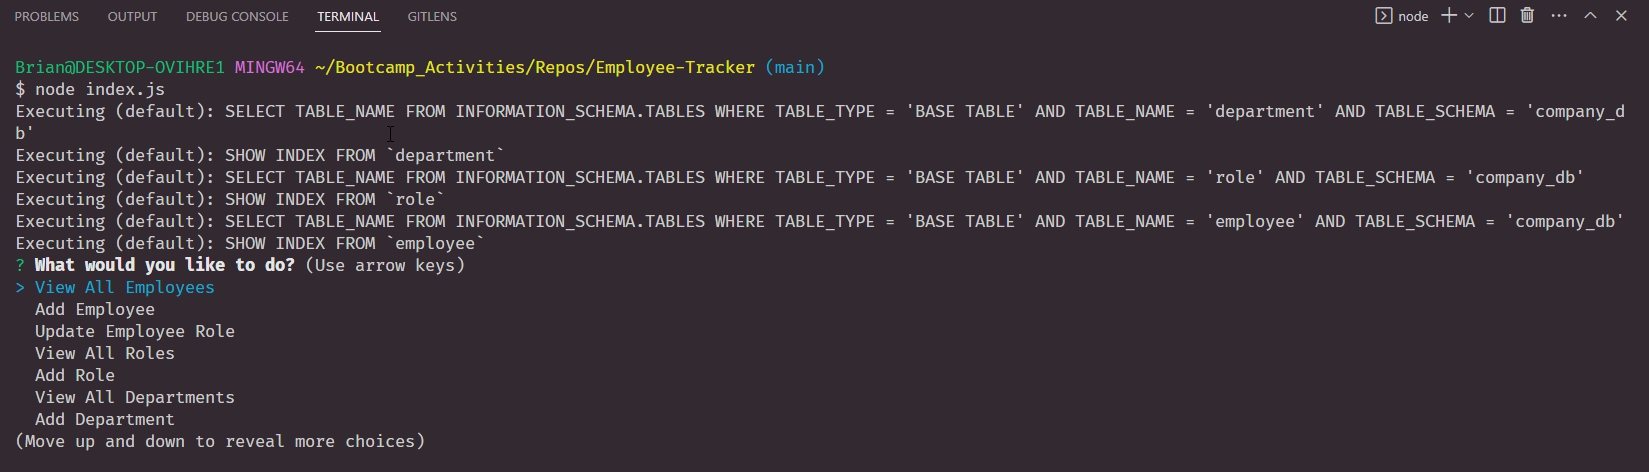 PROBLEMS OUTPUT DEBUG CONSOLE TERMINAL GITLENS node
Brian@DESKTOP-OVIHRE1 MINGW64 ~/Bootcamp_Activities/Repos/Employee-Tracker (main)
$ node index.js
Executing (default): SELECT TABLE_NAME FROM INFORMATION_SCHEMA.TABLES WHERE TABLE_TYPE = 'BASE TABLE' AND TABLE_NAME = 'department' AND TABLE_SCHEMA = 'company_d
b'
Executing (default): SHOW INDEX FROM `department`
Executing (default): SELECT TABLE_NAME FROM INFORMATION_SCHEMA.TABLES WHERE TABLE_TYPE = 'BASE TABLE' AND TABLE_NAME = 'role' AND TABLE_SCHEMA = 'company_db'
Executing (default): SHOW INDEX FROM `role`
Executing (default): SELECT TABLE_NAME FROM INFORMATION_SCHEMA.TABLES WHERE TABLE_TYPE = 'BASE TABLE' AND TABLE_NAME = 'employee' AND TABLE_SCHEMA = 'company_db'
Executing (default): SHOW INDEX FROM `employee`
? What would you like to do? (Use arrow keys)
> View All Employees
Add Employee
Update Employee Role
View All Roles
Add Role
View All Departments
Add Department
(Move up and down to reveal more choices)